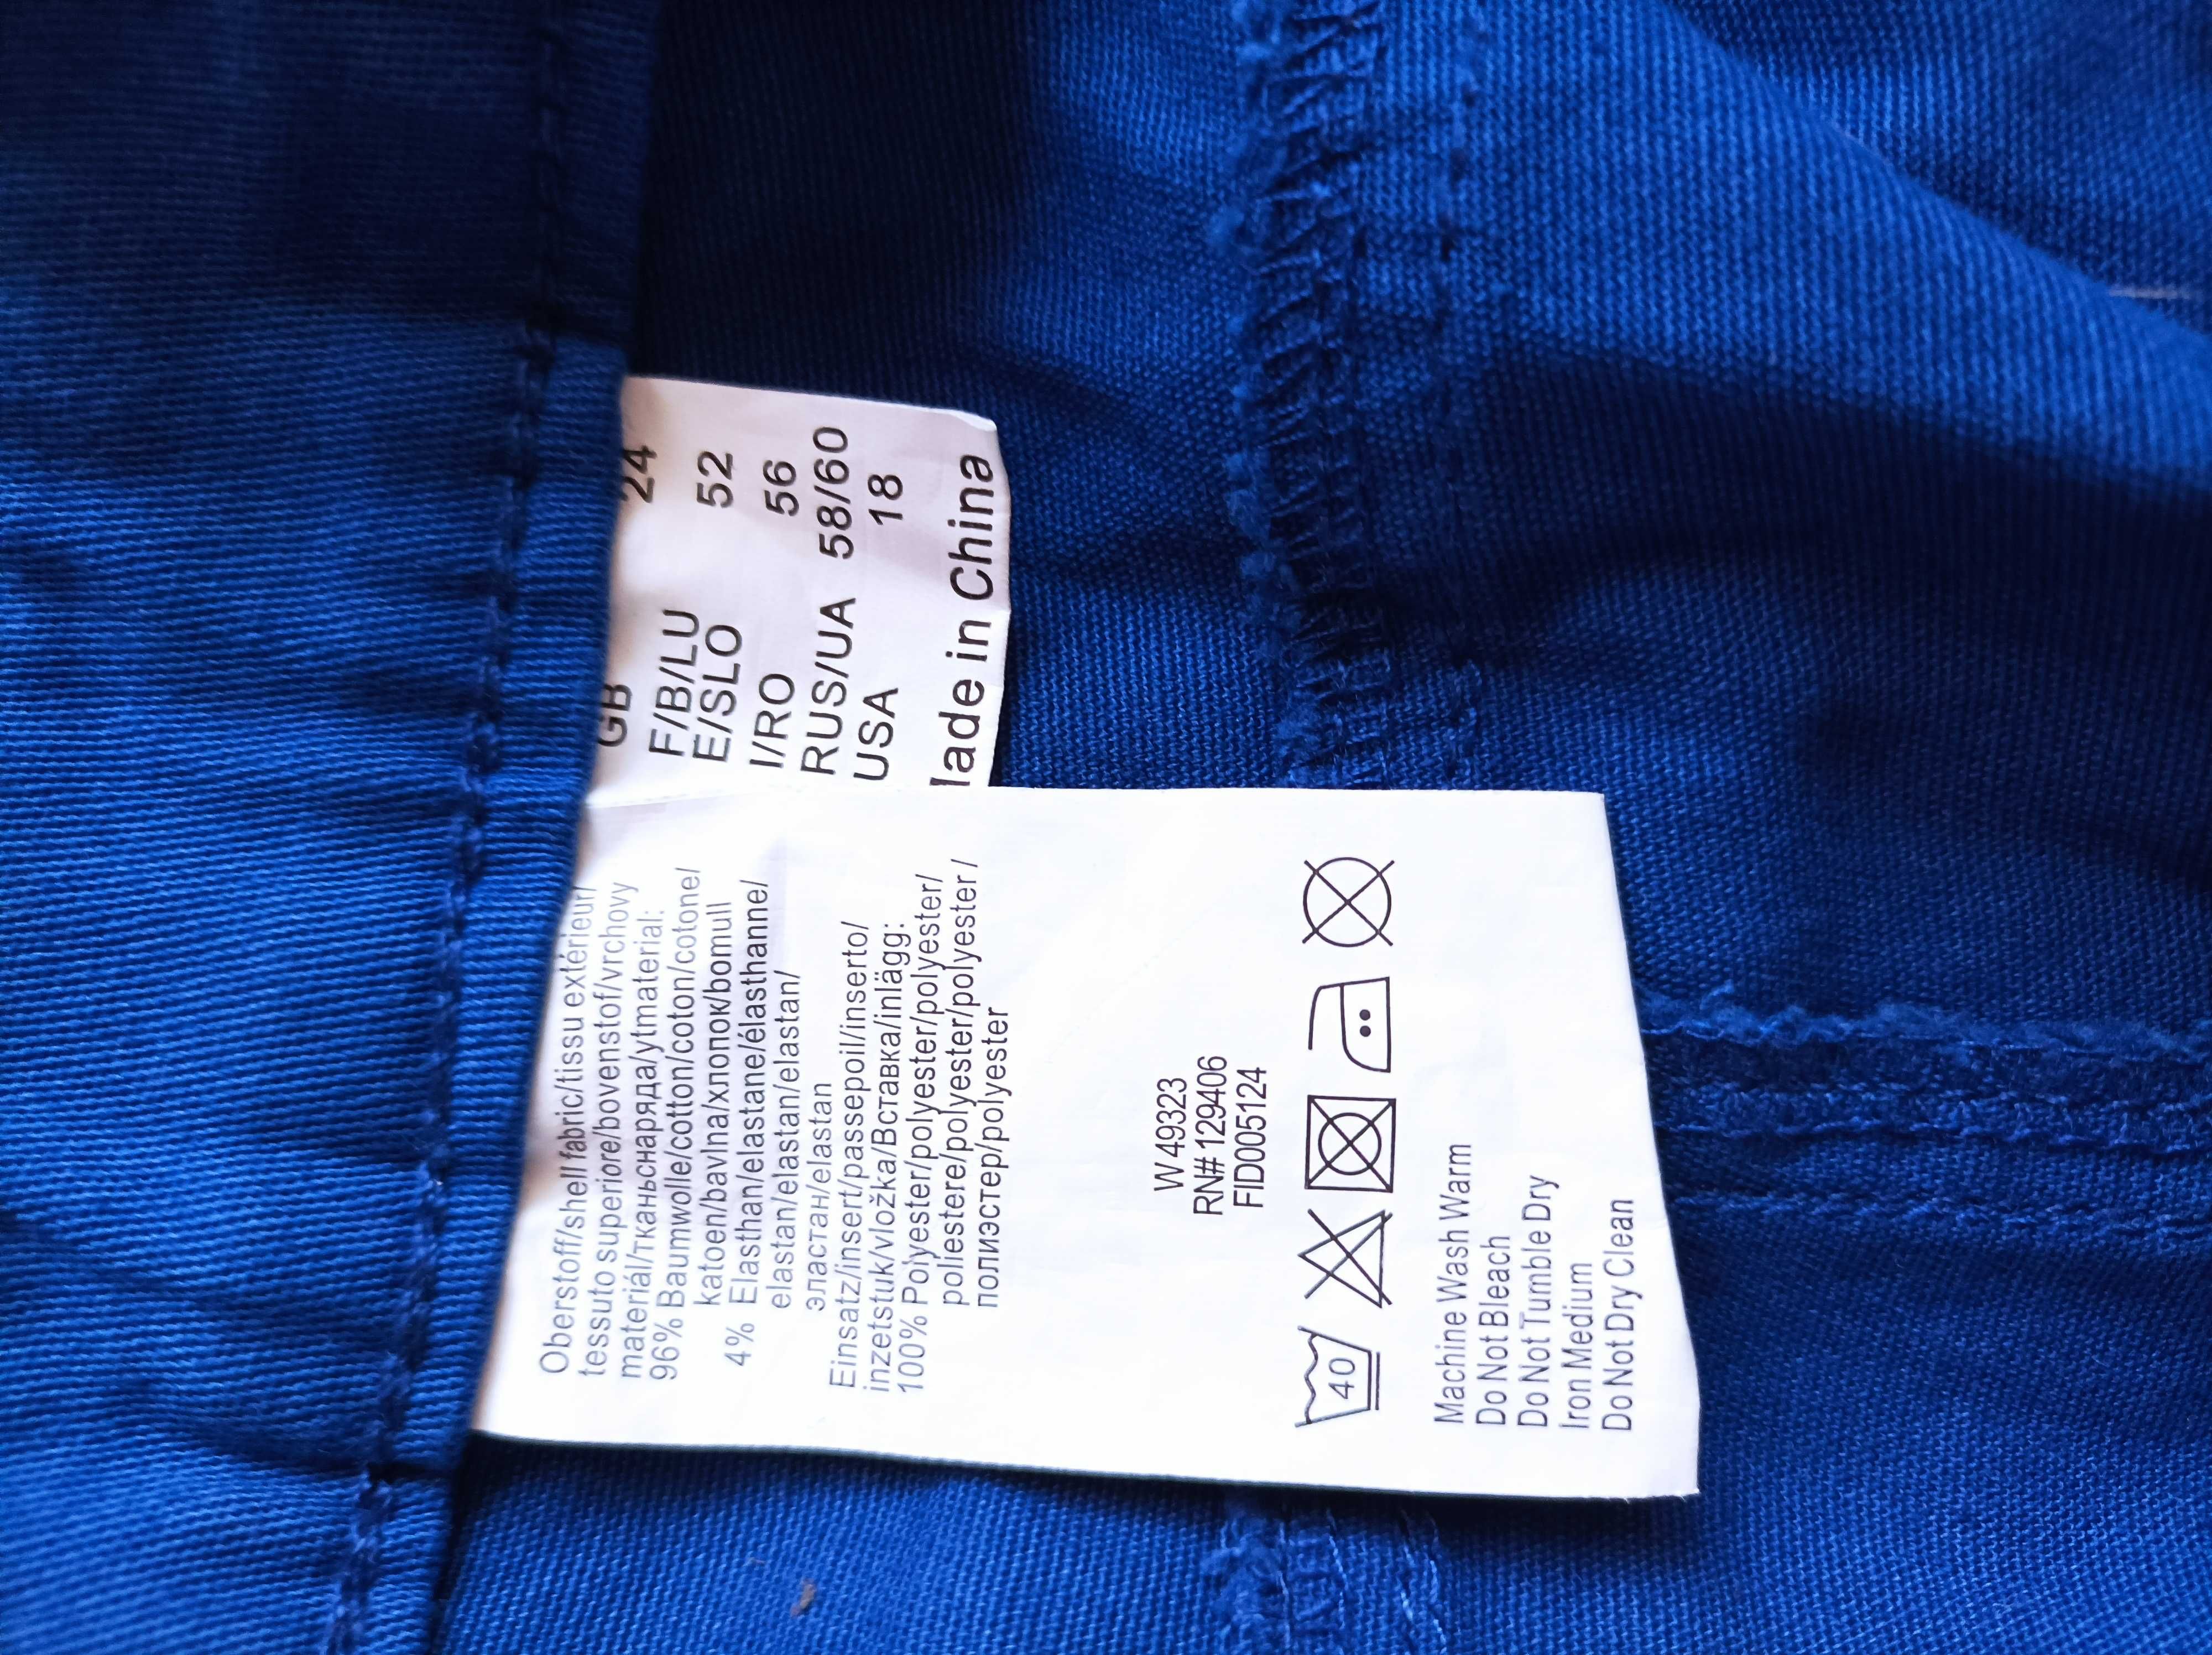 GB 24
F/B/LU
E/SLO 52
I/RO 56
RUS/UA 58/60
USA 18
lade in China
Oberstoff/shell fabric/tissu extérieur/
tessuto superiore/bovenstof/vrchovy
materiál/тканьснаряда/ytmaterial:
96% Baumwolle/cotton/coton/cotone/
katoen/bavlna/хлопок/bomull
4% Elasthan/elastane/élasthanne/
elastan/elastan/elastan/
эластан/elastan
Einsatz/insert/passepoil/inserto/
inzetstuk/vložka/Вставка/inlägg:
100% Polyester/polyester/polyester/
poliestere/polyester/polyester/
полиэстер/polyester
W 49323
RN# 129406
FID005124
40
Machine Wash Warm
Do Not Bleach
Do Not Tumble Dry
Iron Medium
Do Not Dry Clean